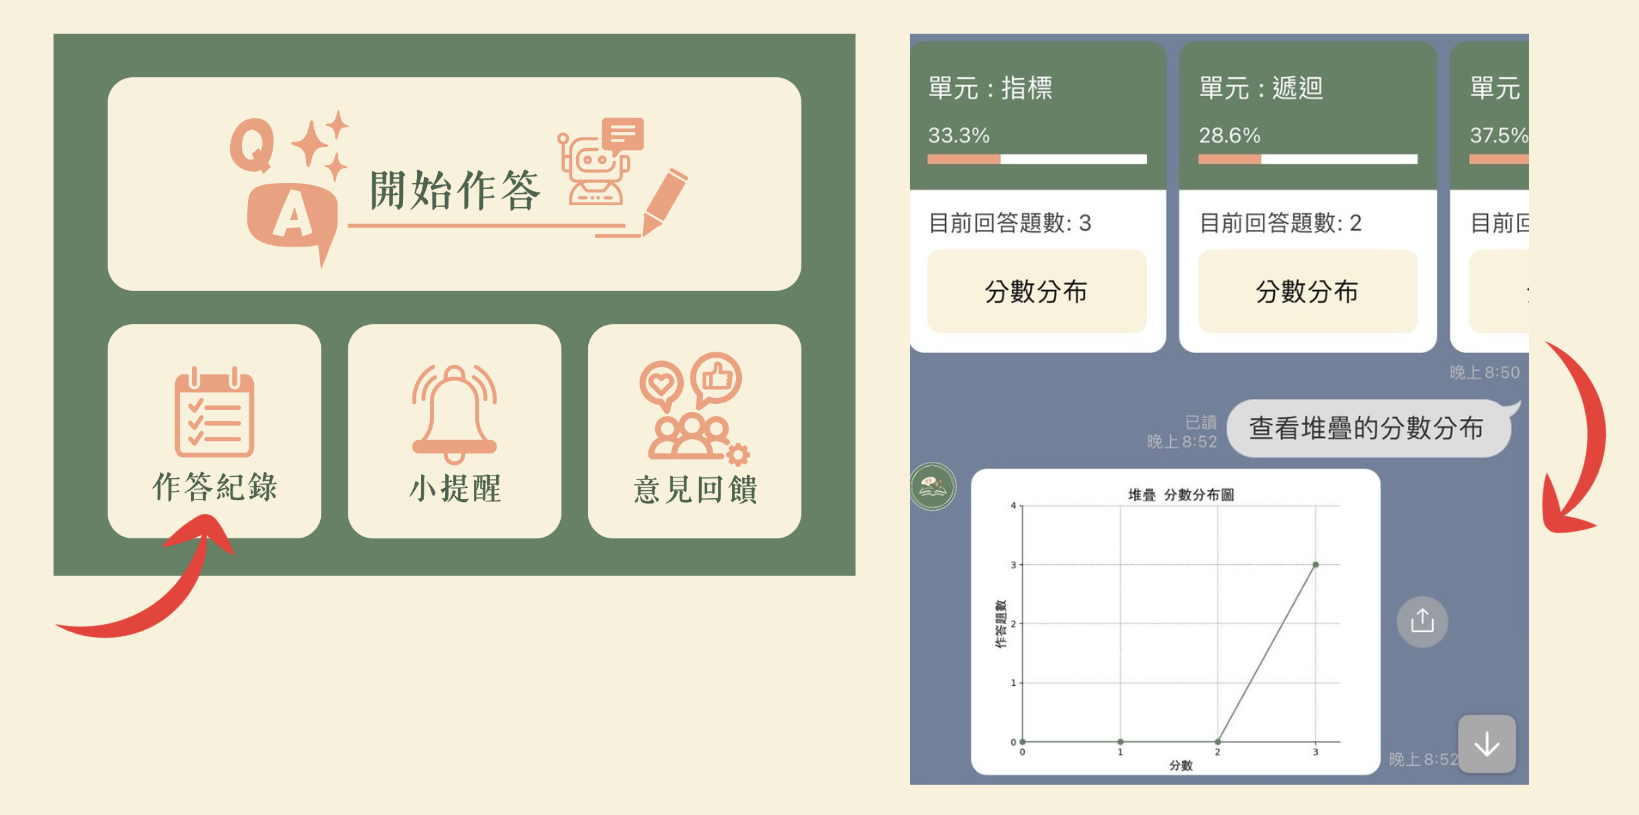 Q
A
開始作答
作答紀錄
小提醒
意見回饋
單元 : 指標
33.3%
目前回答題數: 3
分數分布
單元 : 遞迴
28.6%
目前回答題數: 2
分數分布
單元
37.5%
目前
晚上 8:50
查看堆疊的分數分布
已讀
晚上 8:52
堆疊 分數分布圖
作答題數
4
3
2
1
0
0
1
2
3
分數
晚上 8:52